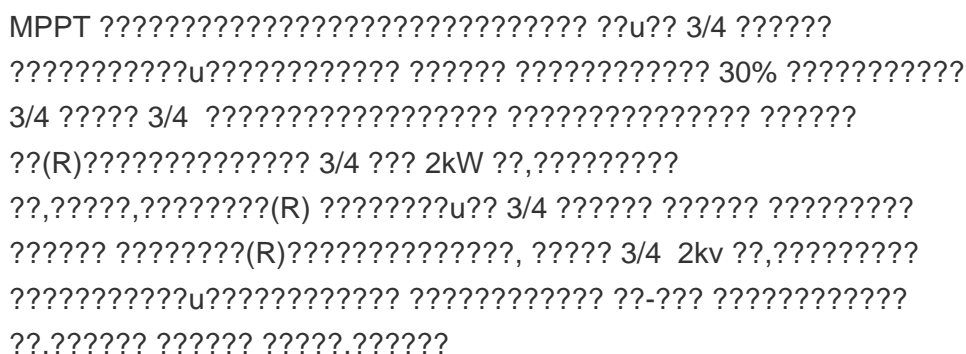 MPPT ?????????????????????????????? ??u?? 3/4 ??????
???????????u???????????? ?????? ???????????? 30% ???????????
3/4 ????? 3/4 ?????????????????? ??????????????? ??????
??(R)?????????????? 3/4 ??? 2kW ??,?????????
??,?????,????????(R) ????????u?? 3/4 ?????? ?????? ?????????
?????? ????????(R)??????????????, ????? 3/4 2kv ??,?????????
???????????u???????????? ???????????? ??-??? ????????????
??.?????? ?????? ?????.??????